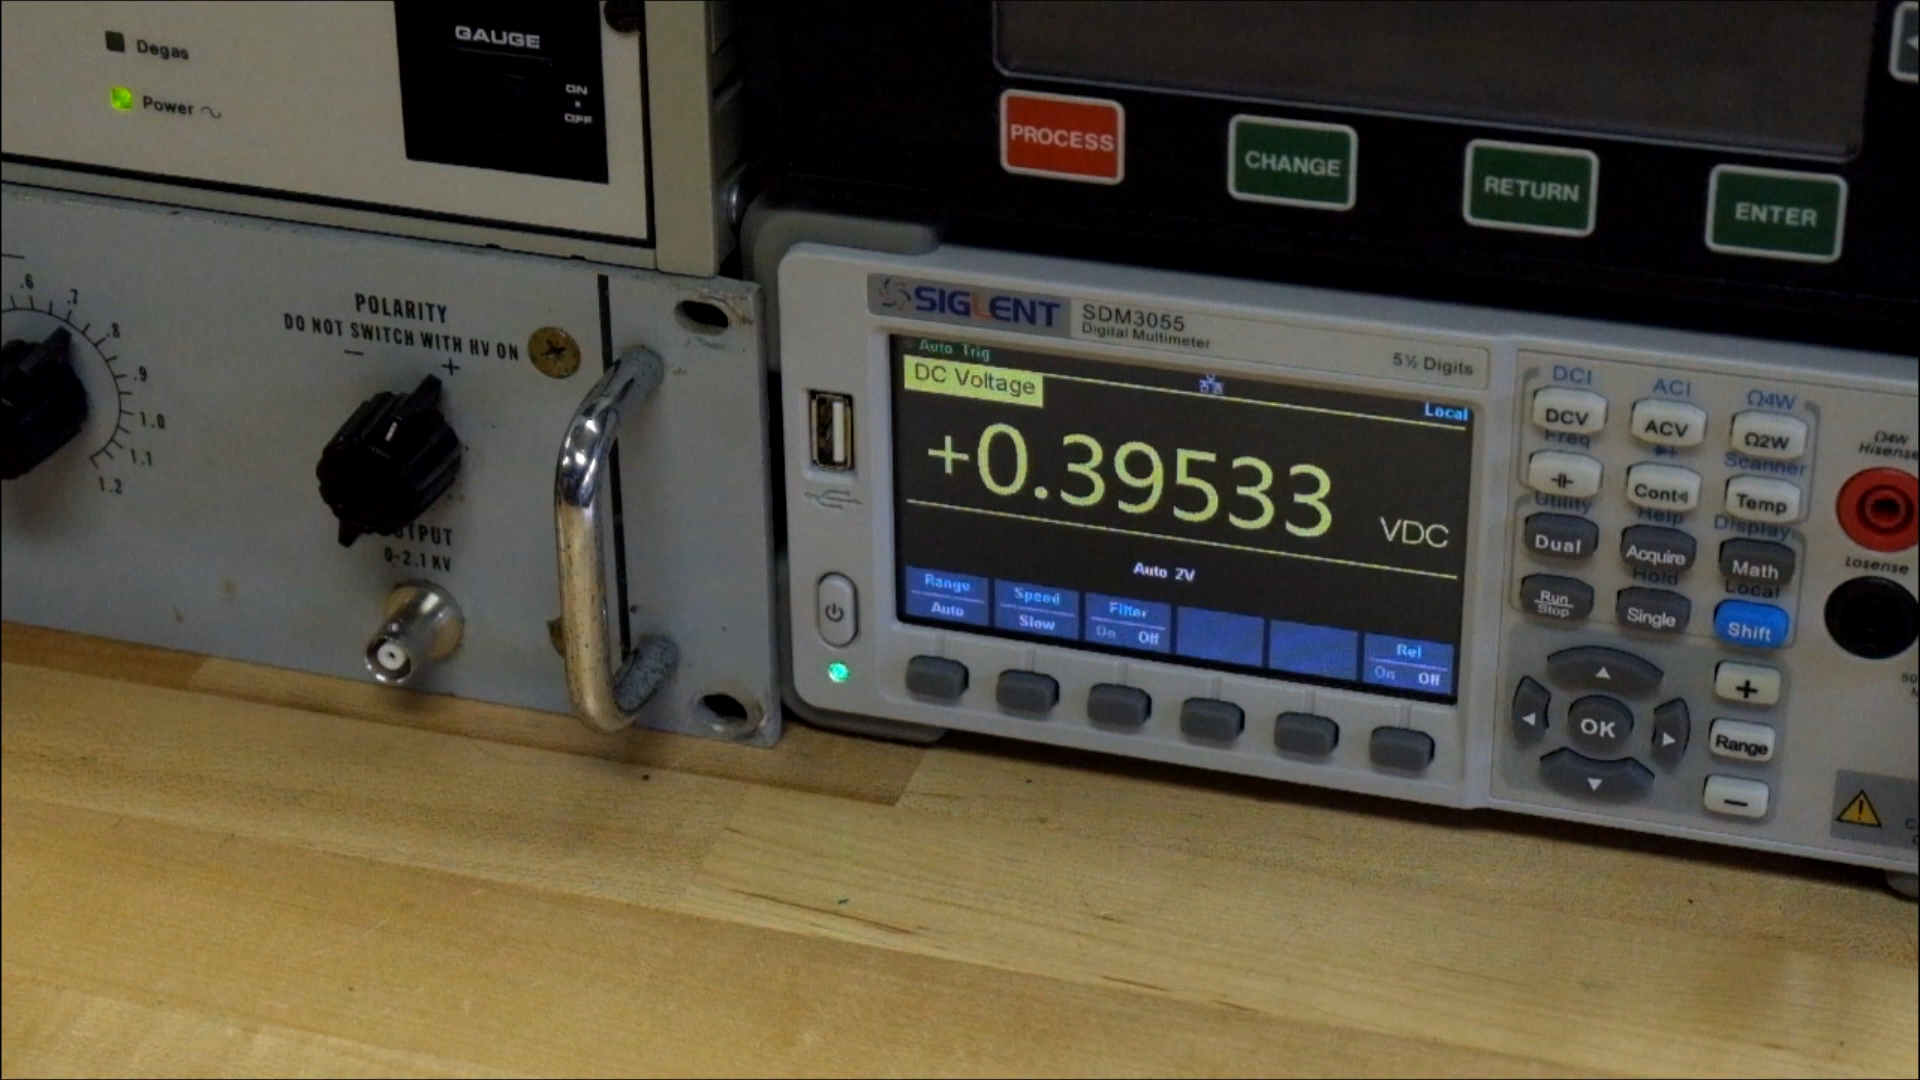 Degas
Power
GAUGE
ON
OFF
PROCESS
CHANGE
RETURN
ENTER
.6
.7
.8
.9
1.0
1.1
1.2
POLARITY
DO NOT SWITCH WITH HV ON
− +
0-2.1 KV
SIGLENT
SDM3055
Digital Multimeter
5½ Digits
Auto Trig
DC Voltage
Local
+0.39533 VDC
Auto 2V
Range
Auto
Speed
Slow
Filter
On Off
Rel
On Off
DCI ACI Ω4W
DCV ACV Ω2W
Freq Scanner
Cont Temp
Utility Help Display
Dual Acquire Math
Hold Local
Run
Stop
Single Shift
+
OK
Range
−
Ω4W
Hisense
Losense